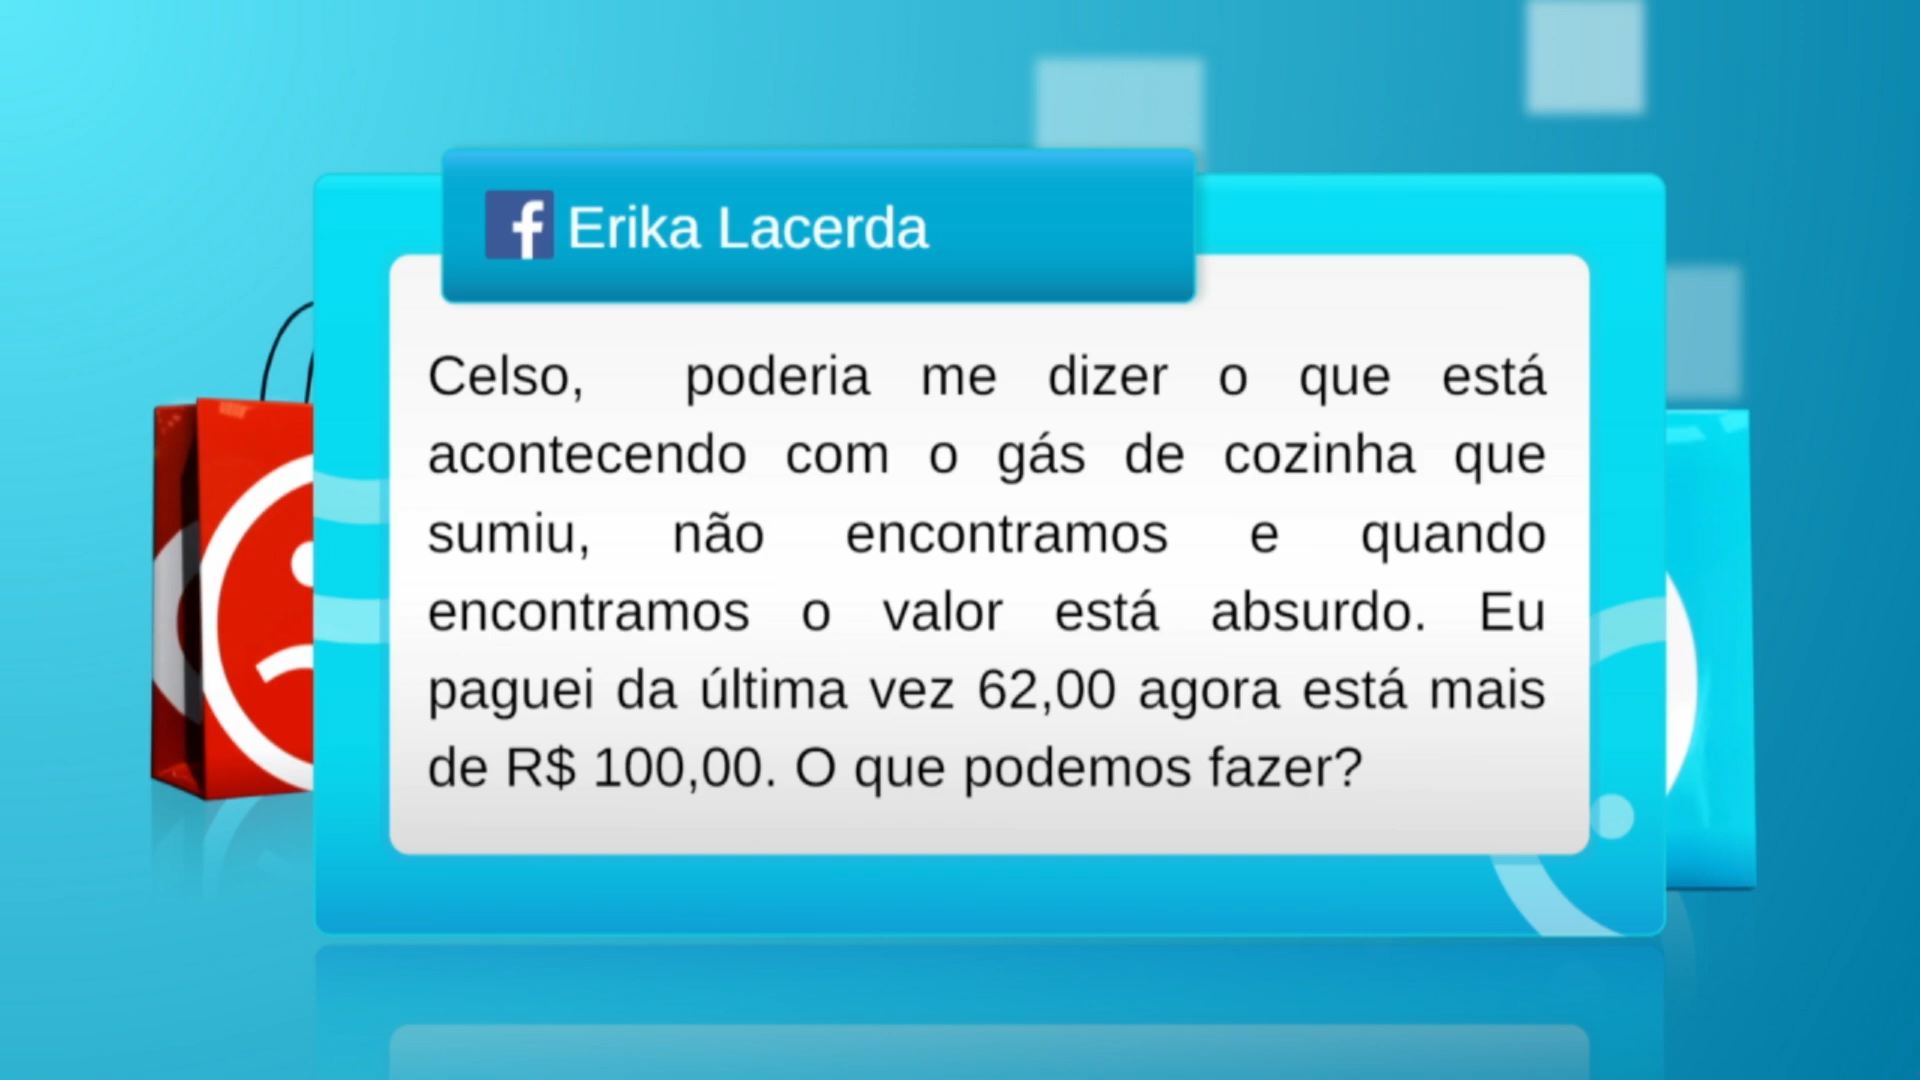 Erika Lacerda
Celso, poderia me dizer o que está
acontecendo com o gás de cozinha que
sumiu, não encontramos e quando
encontramos o valor está absurdo. Eu
paguei da última vez 62,00 agora está mais
de R$ 100,00. O que podemos fazer?